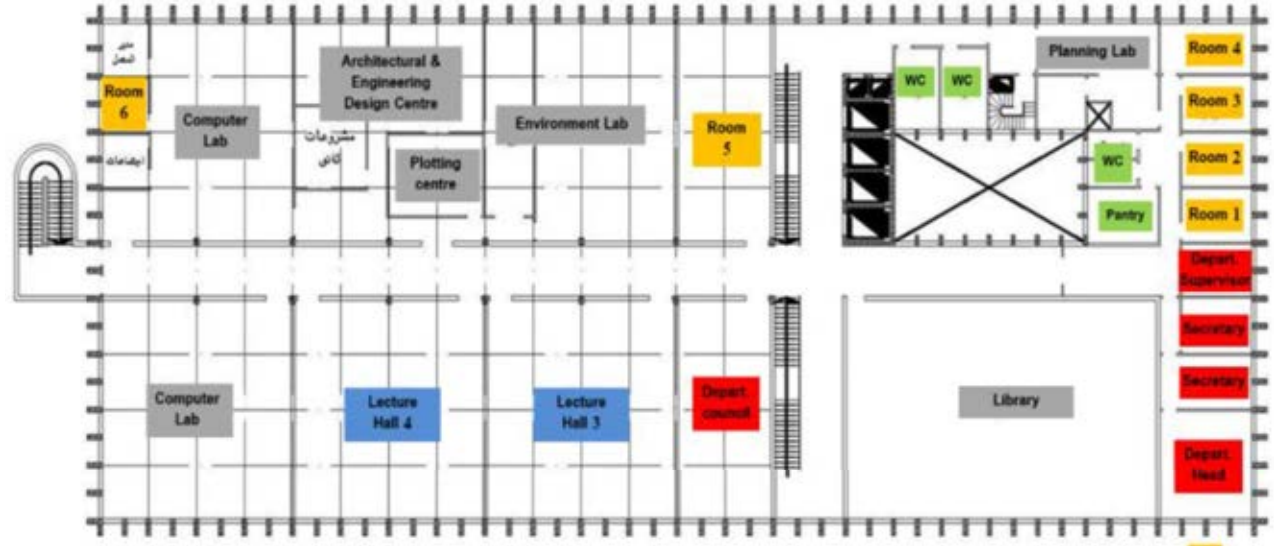 Room
6
Computer
Lab
Architectural &
Engineering
Design Centre
مشروعات
Plotting
centre
Environment Lab
Room
5
WC
WC
Planning Lab
Room 4
Room 3
WC
Room 2
Pantry
Room 1
Depart.
Supervisor
Secretary
Secretary
Computer
Lab
Lecture
Hall 4
Lecture
Hall 3
Depart.
council
Library
Depart.
Head